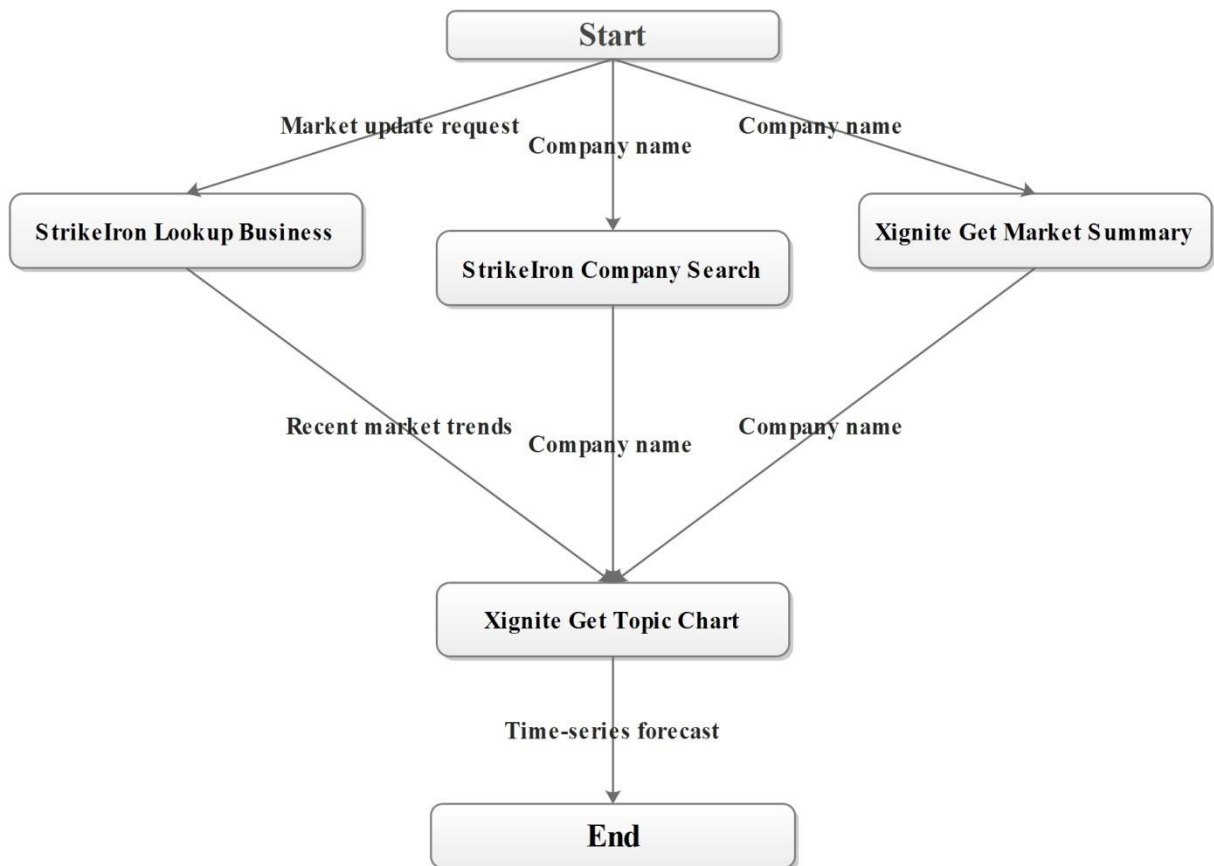 Start
Market update request
Company name
Company name
StrikeIron Lookup Business
StrikeIron Company Search
Xignite Get Market Summary
Recent market trends
Company name
Company name
Xignite Get Topic Chart
Time-series forecast
End